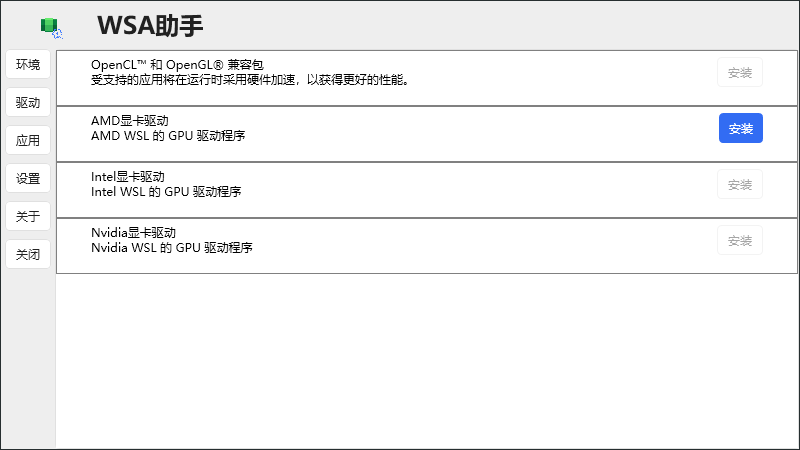 WSA助手
环境
驱动
应用
设置
关于
关闭
OpenCL™ 和 OpenGL® 兼容包
受支持的应用将在运行时采用硬件加速，以获得更好的性能。
安装
AMD显卡驱动
AMD WSL 的 GPU 驱动程序
安装
Intel显卡驱动
Intel WSL 的 GPU 驱动程序
安装
Nvidia显卡驱动
Nvidia WSL 的 GPU 驱动程序
安装